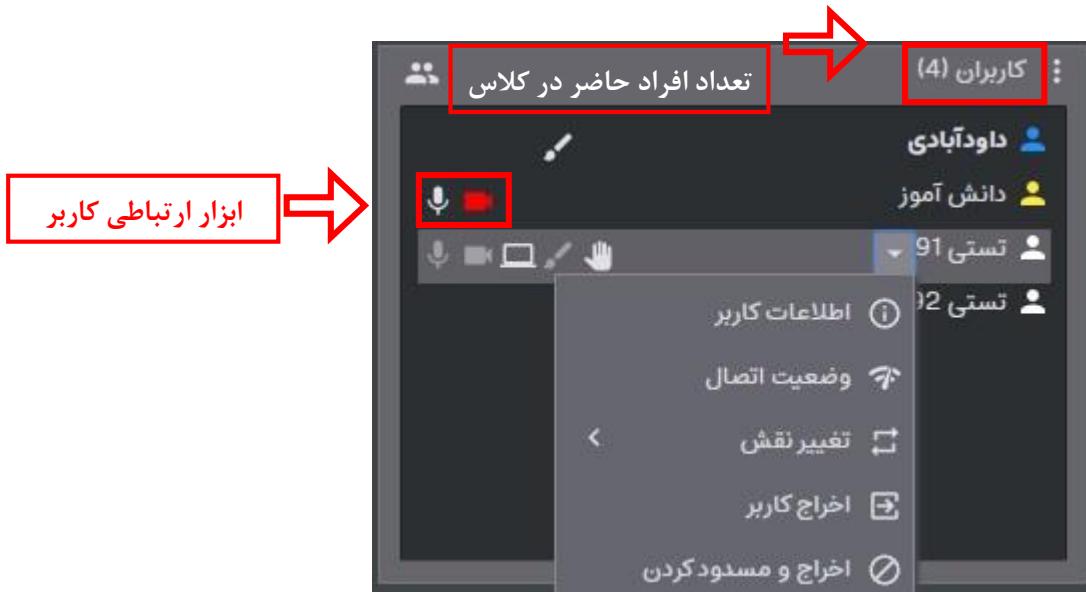 کاربران (4)
تعداد افراد حاضر در کلاس
داودآبادی
دانش آموز
ابزار ارتباطی کاربر
تستی 91
تستی 92
اطلاعات کاربر
وضعیت اتصال
تغییر نقش
اخراج کاربر
اخراج و مسدود کردن